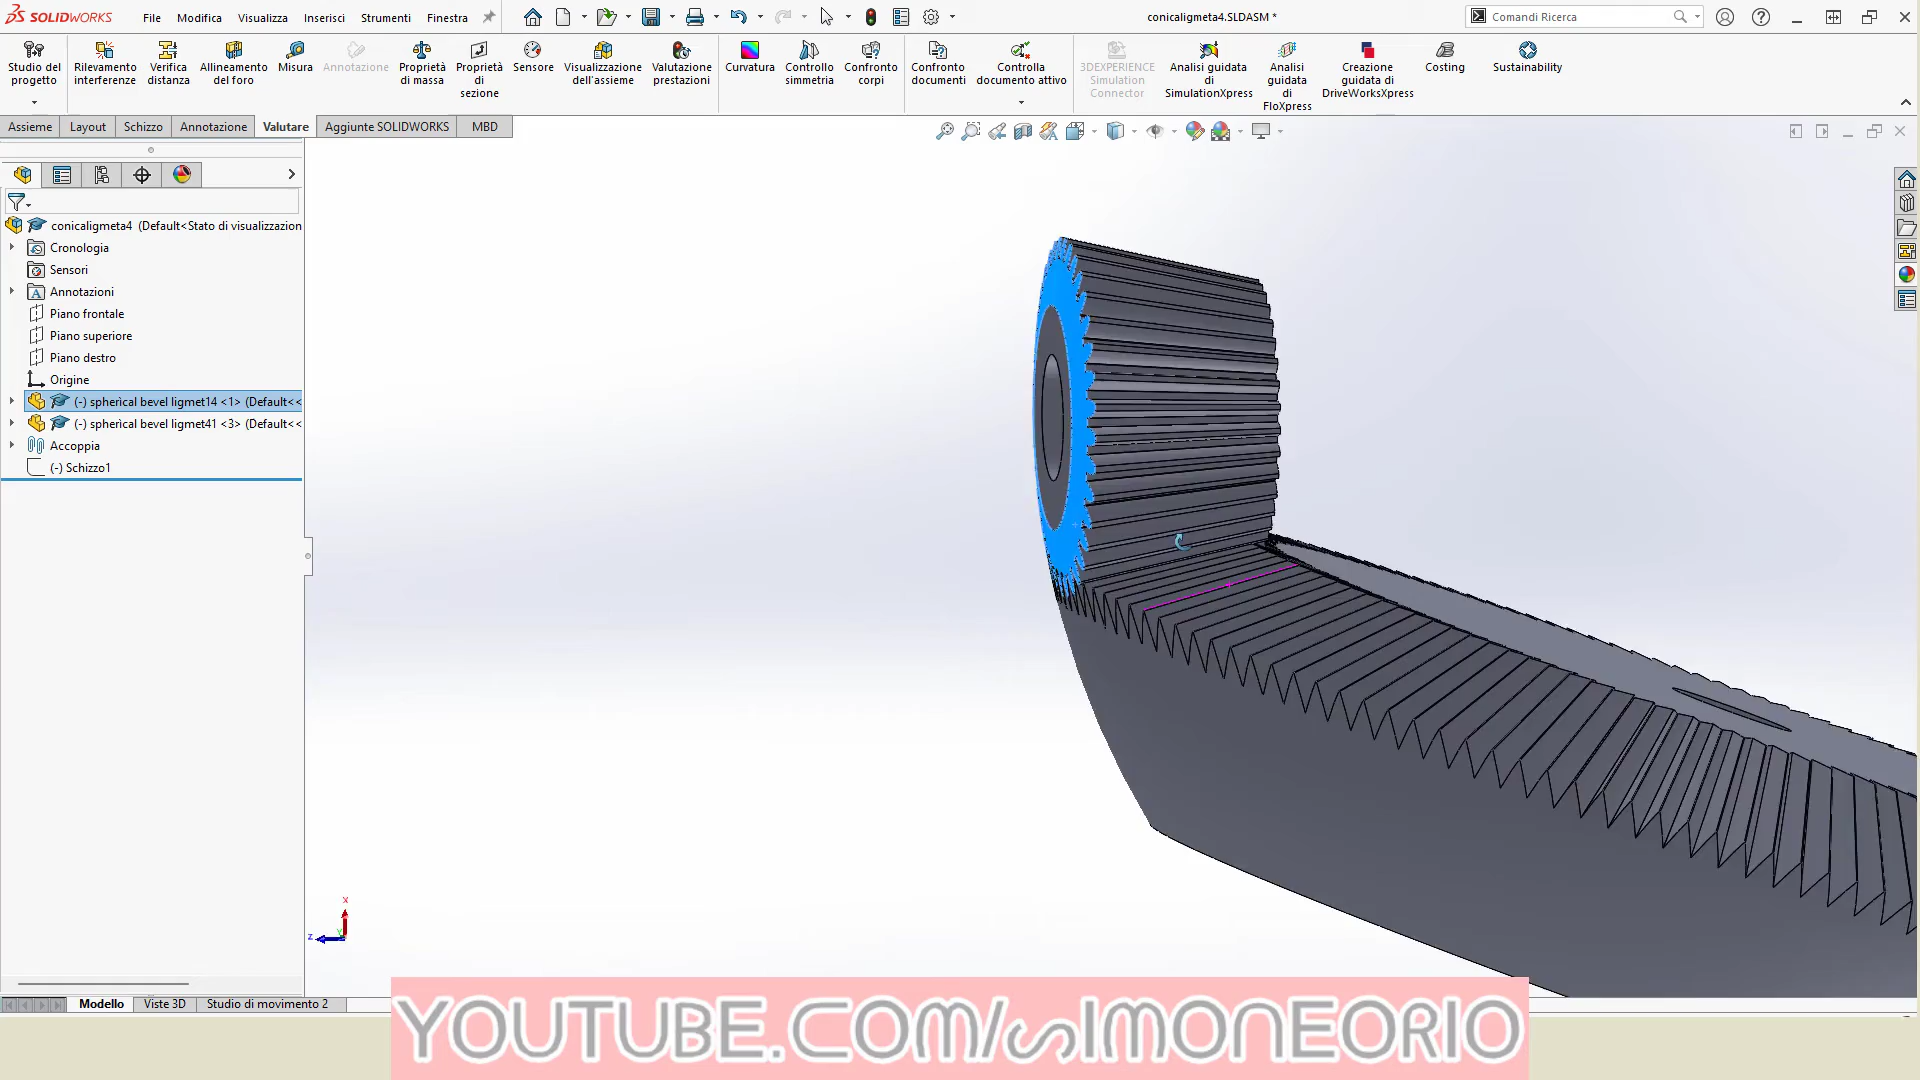 SOLIDWORKS File Modifica Visualizza Inserisci Strumenti Finestra conicaligmeta4.SLDASM * Comandi Ricerca
Studio del progetto
Rilevamento interferenze
Verifica distanza
Allineamento del foro
Misura
Annotazione
Proprietà di massa
Proprietà di sezione
Sensore
Visualizzazione dell'assieme
Valutazione prestazioni
Curvatura
Controllo simmetria
Confronto corpi
Confronto documenti
Controlla documento attivo
3DEXPERIENCE Simulation Connector
Analisi guidata di SimulationXpress
Analisi guidata di FloXpress
Creazione guidata di DriveWorksXpress
Costing
Sustainability
Assieme Layout Schizzo Annotazione Valutare Aggiunte SOLIDWORKS MBD
conicaligmeta4 (Default<Stato di visualizzazion
Cronologia
Sensori
Annotazioni
Piano frontale
Piano superiore
Piano destro
Origine
(-) spherical bevel ligmet14 <1> (Default<<
(-) spherical bevel ligmet41 <3> (Default<<
Accoppia
(-) Schizzo1
X
Y
Z
Modello Viste 3D Studio di movimento 2
YOUTUBE.COM/SIMONEORIO